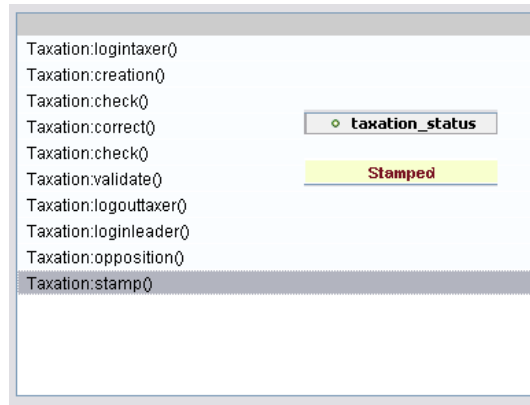 Taxation:logintaxer()
Taxation:creation()
Taxation:check()
Taxation:correct()
taxation_status
Taxation:check()
Taxation:validate()
Stamped
Taxation:logouttaxer()
Taxation:loginleader()
Taxation:opposition()
Taxation:stamp()